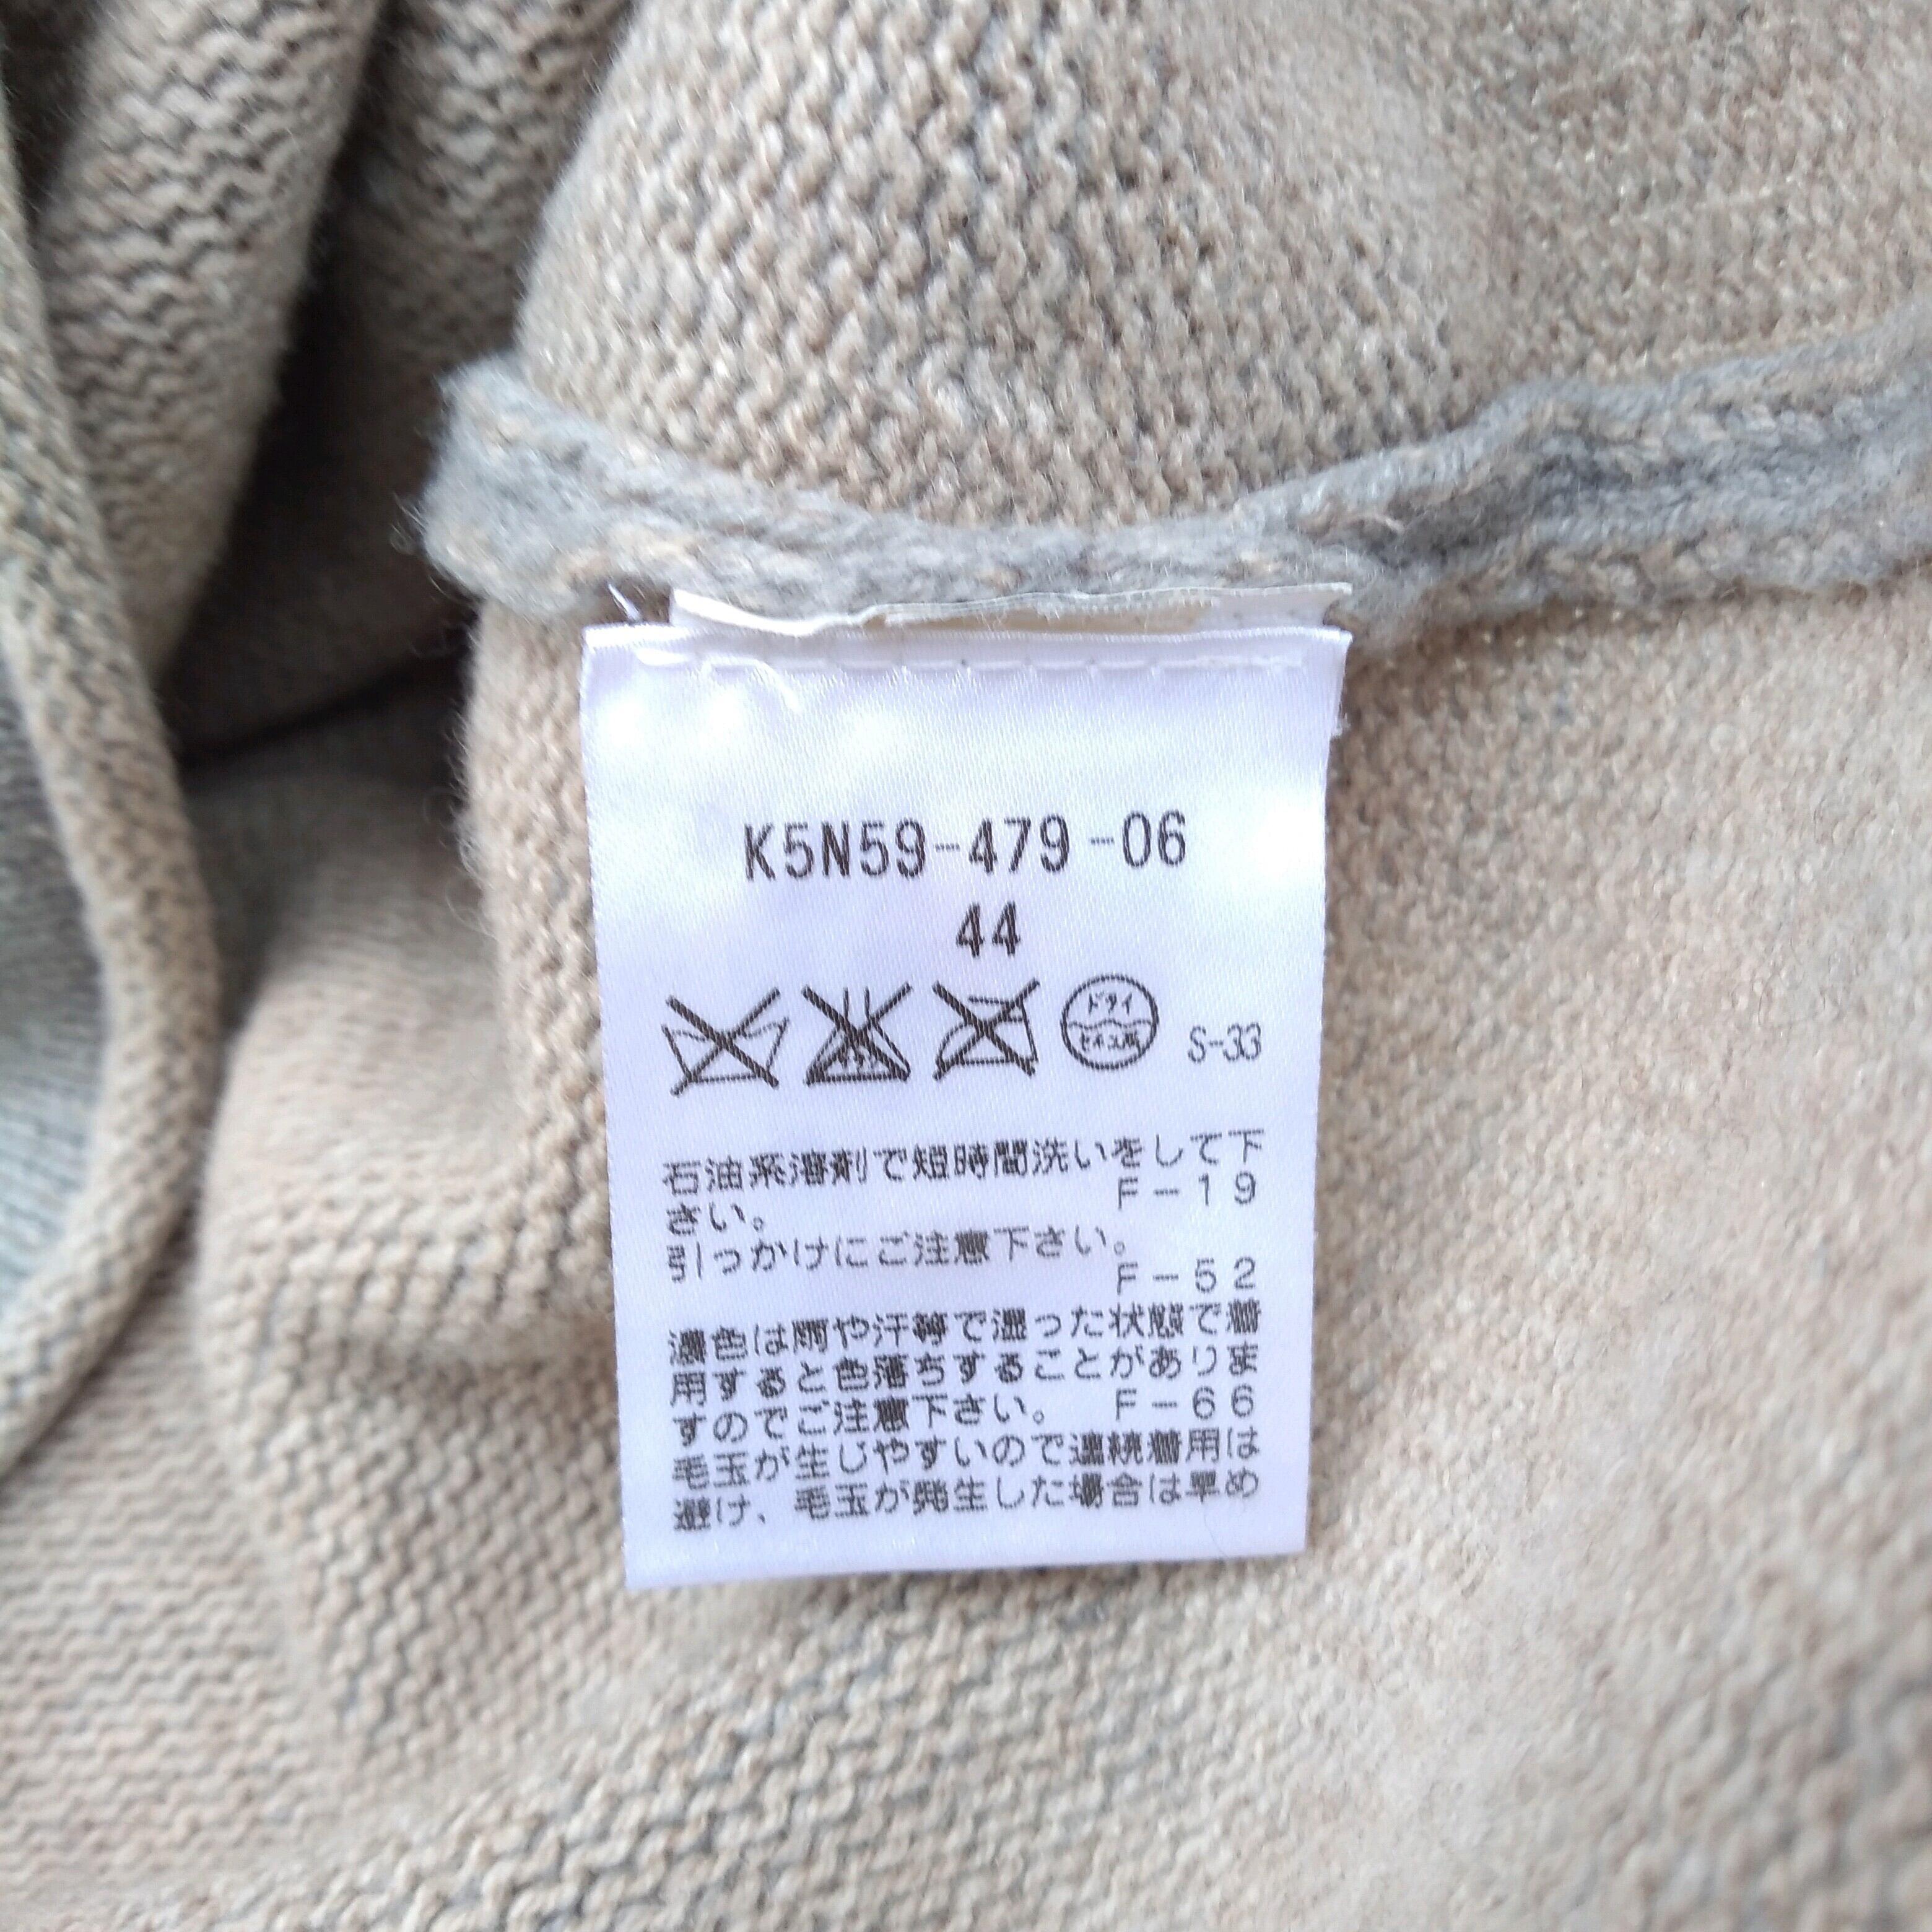 K5N59-479-06
44
ドライ
セキユ系
S-33
石油系溶剤で短時間洗いをして下
さい。 F-19
引っかけにご注意下さい。
F-52
濃色は雨や汗等で湿った状態で着
用すると色落ちすることがありま
すのでご注意下さい。 F-66
毛玉が生じやすいので連続着用は
避け、毛玉が発生した場合は早め